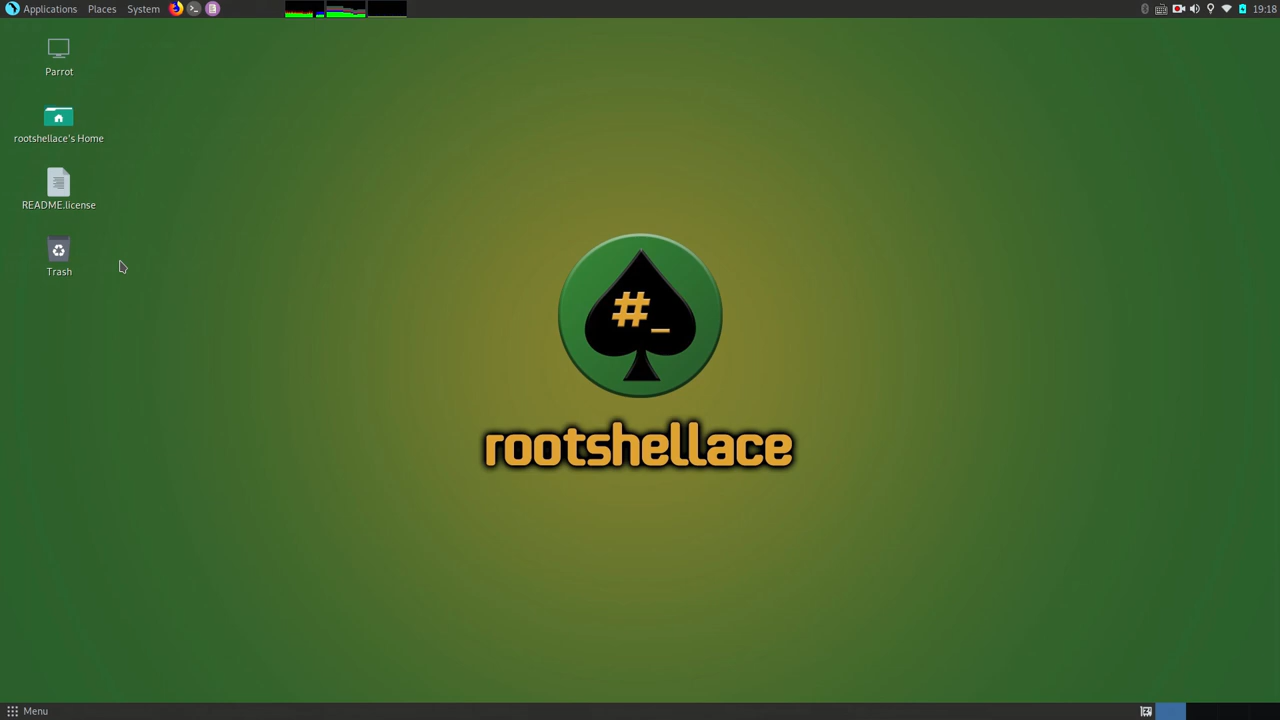 Applications Places System 19:18
Parrot
rootshellace's Home
README.license
Trash
#_
rootshellace
Menu